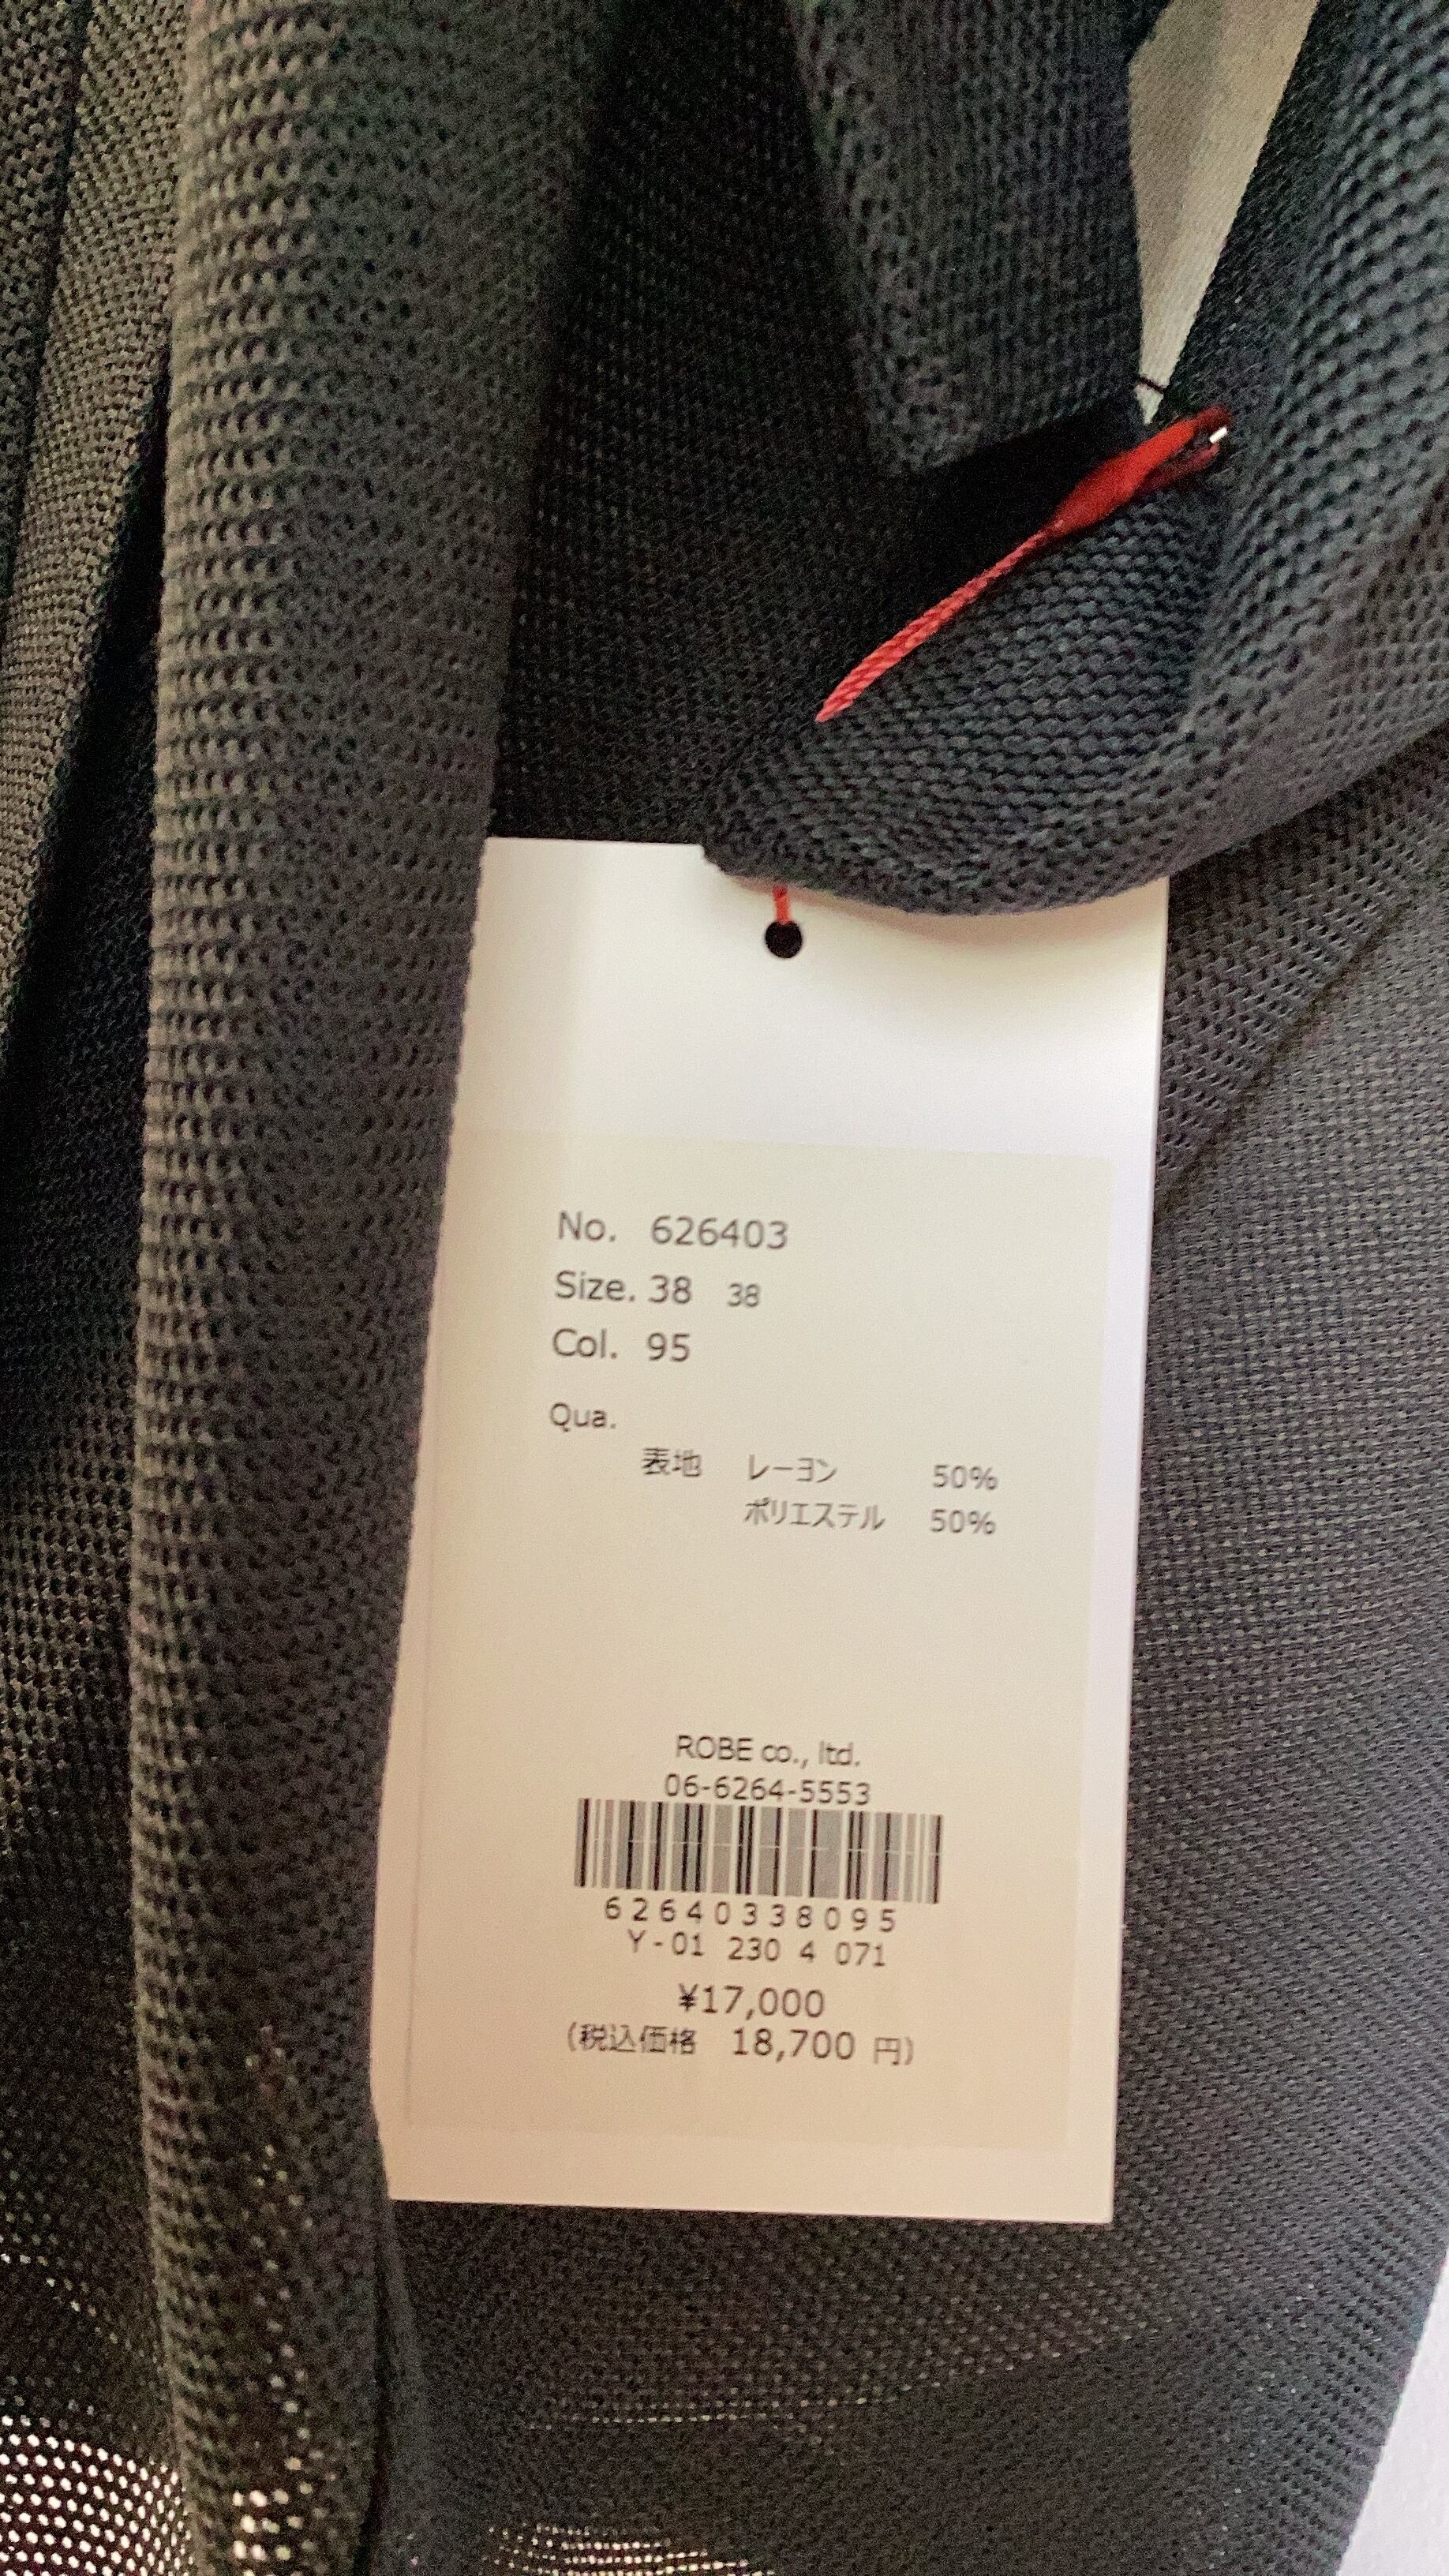 No. 626403
Size. 38 38
Col. 95
Qua.
表地 レーヨン 50%
ポリエステル 50%
ROBE co., ltd.
06-6264-5553
62640338095
Y-01 230 4 071
¥17,000
(税込価格 18,700 円)